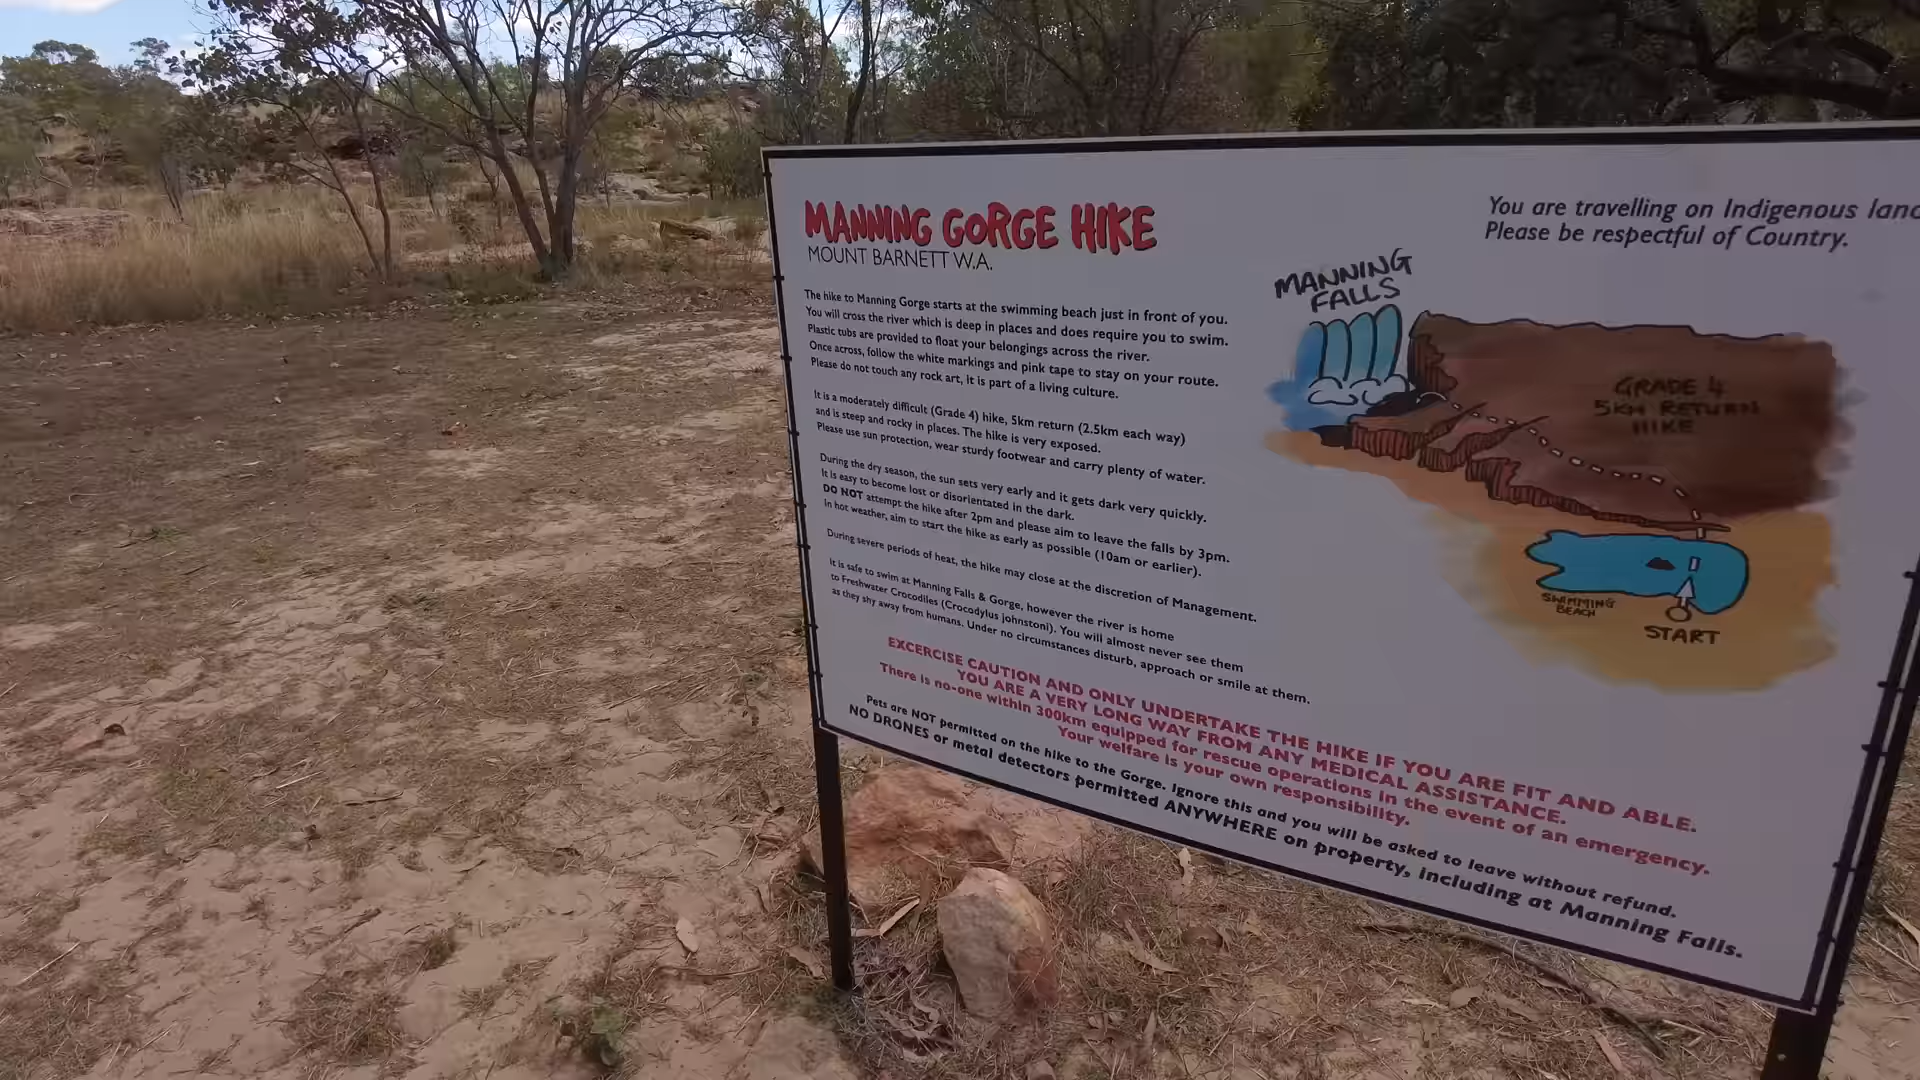 MANNING GORGE HIKE
MOUNT BARNETT W.A.
The hike to Manning Gorge starts at the swimming beach just in front of you.
You will cross the river which is deep in places and does require you to swim.
Plastic tubs are provided to float your belongings across the river.
Once across, follow the white markings and pink tape to stay on your route.
Please do not touch any rock art, it is part of a living culture.
It is a moderately difficult (Grade 4) hike, 5km return (2.5km each way)
and is steep and rocky in places. The hike is very exposed.
Please use sun protection, wear sturdy footwear and carry plenty of water.
During the dry season, the sun sets very early and it gets dark very quickly.
It is easy to become lost or disorientated in the dark.
DO NOT attempt the hike after 2pm and please aim to leave the falls by 3pm.
In hot weather, aim to start the hike as early as possible (10am or earlier).
During severe periods of heat, the hike may close at the discretion of Management.
It is safe to swim at Manning Falls & Gorge, however the river is home
to Freshwater Crocodiles (Crocodylus johnstoni). You will almost never see them
as they shy away from humans. Under no circumstances disturb, approach or smile at them.
EXCERCISE CAUTION AND ONLY UNDERTAKE THE HIKE IF YOU ARE FIT AND ABLE.
YOU ARE A VERY LONG WAY FROM ANY MEDICAL ASSISTANCE.
There is no-one within 300km equipped for rescue operations in the event of an emergency.
Your welfare is your own responsibility.
Pets are NOT permitted on the hike to the Gorge. Ignore this and you will be asked to leave without refund.
NO DRONES or metal detectors permitted ANYWHERE on property, including at Manning Falls.
You are travelling on Indigenous land
Please be respectful of Country.
MANNING
FALLS
GRADE 4
5KM RETURN
HIKE
SWIMMING
BEACH
START